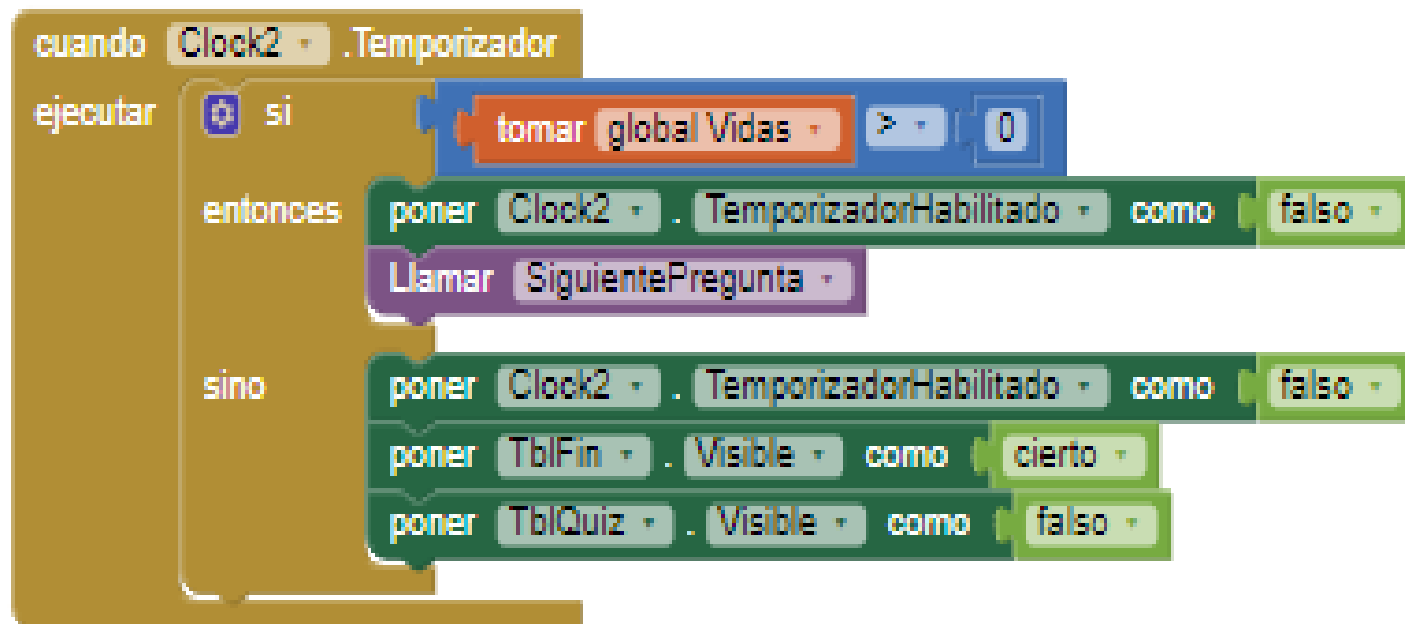 cuando Clock2 .Temporizador
ejecutar si tomar global Vidas > 0
entonces poner Clock2 . TemporizadorHabilitado como falso
Llamar SiguientePregunta
sino poner Clock2 . TemporizadorHabilitado como falso
poner TblFin . Visible como cierto
poner TblQuiz . Visible como falso